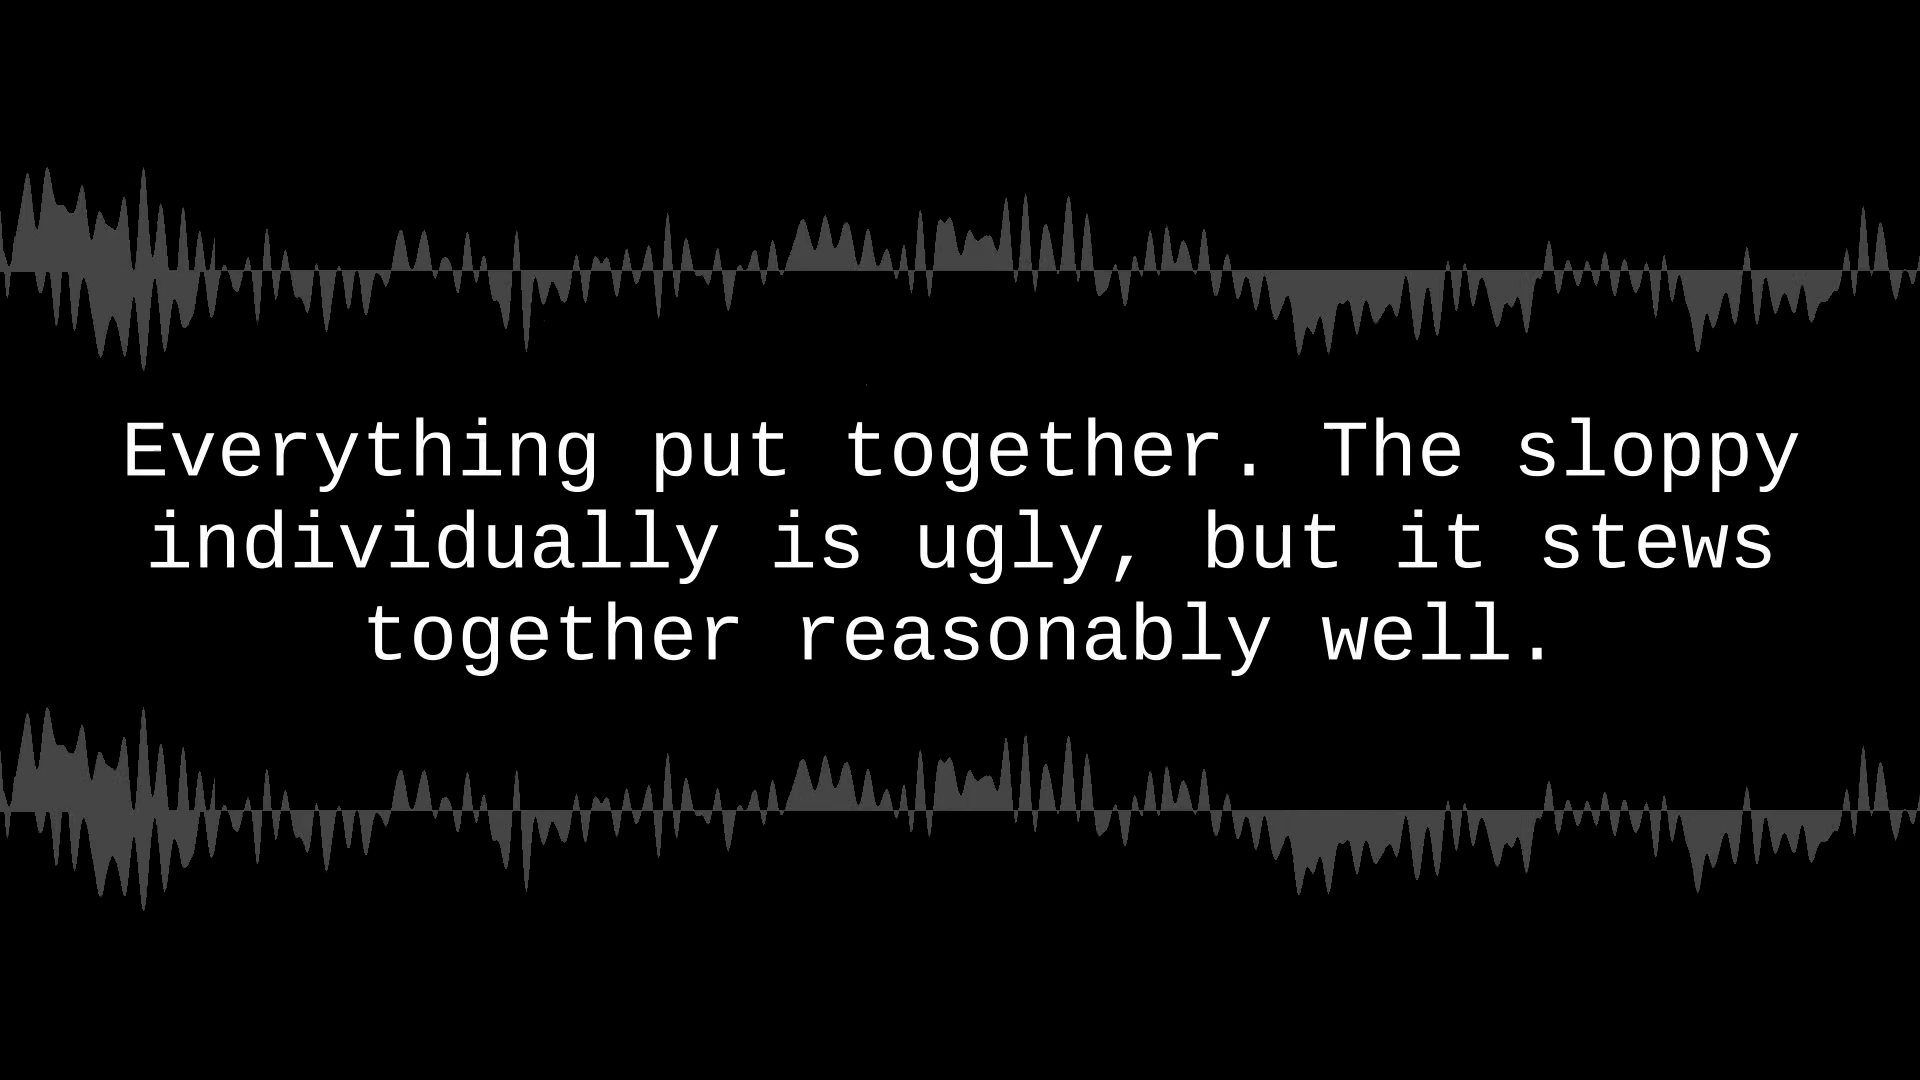 Everything put together. The sloppy
individually is ugly, but it stews
together reasonably well.